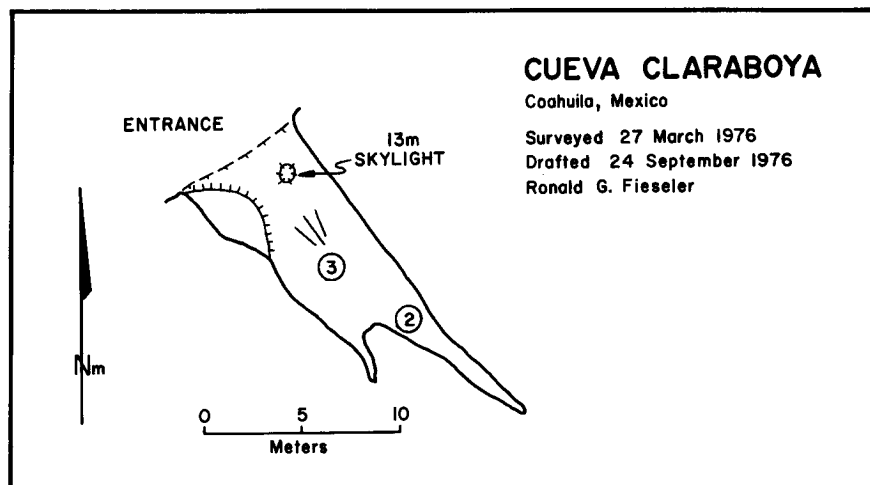 CUEVA CLARABOYA
Coahuila, Mexico
Surveyed 27 March 1976
Drafted 24 September 1976
Ronald G. Fieseler
ENTRANCE
13m
SKYLIGHT
3
2
Nm
0 5 10
Meters